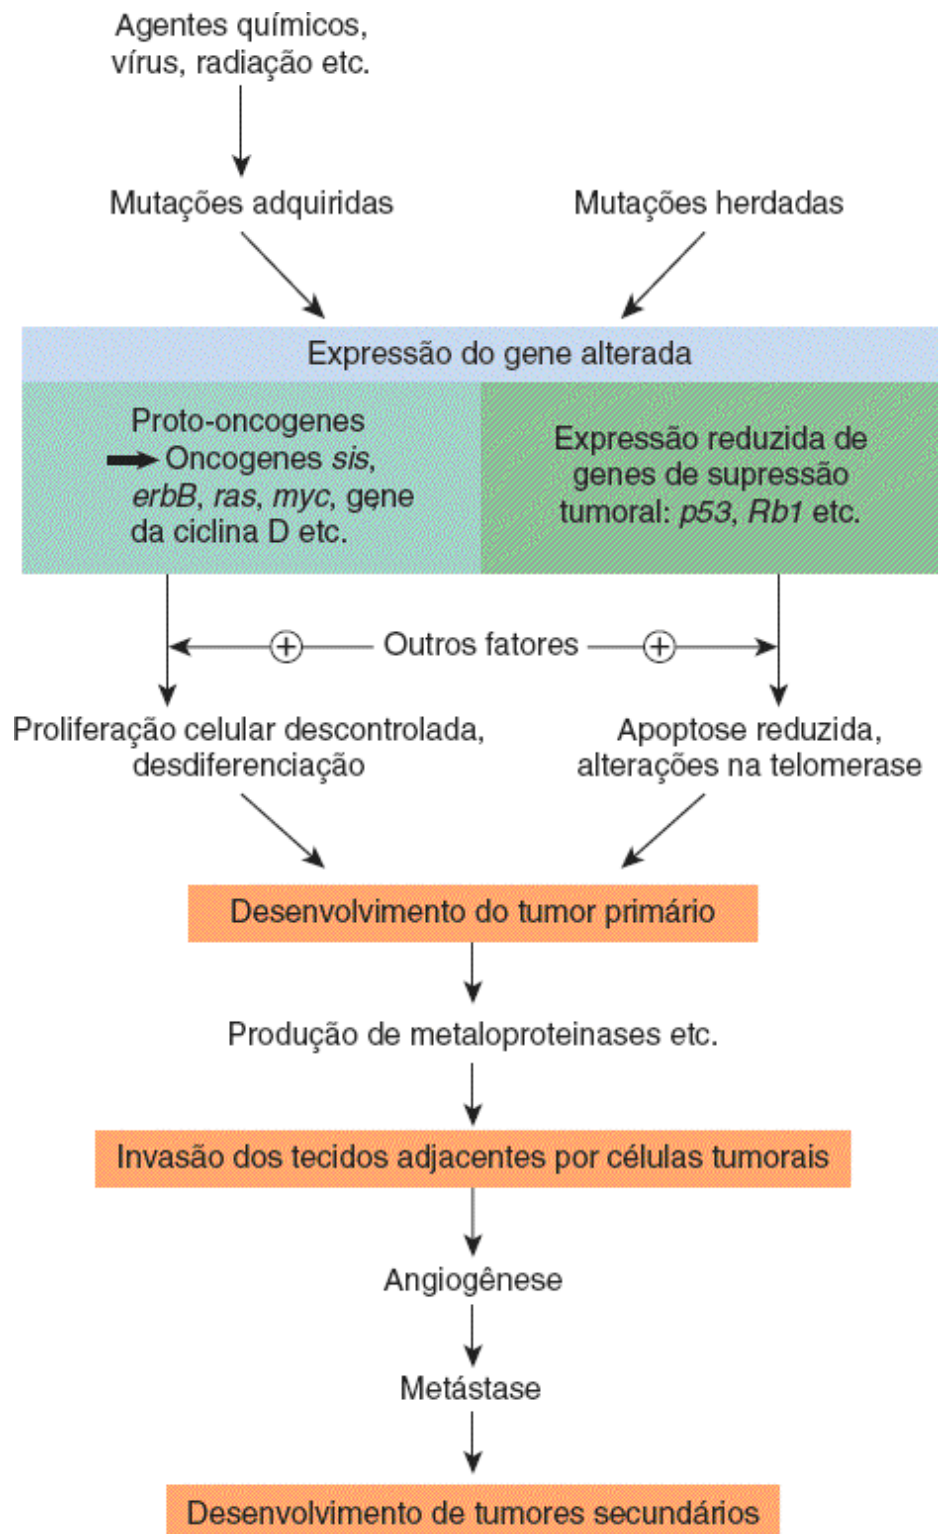 Agentes químicos,
vírus, radiação etc.
Mutações adquiridas
Mutações herdadas
Expressão do gene alterada
Proto-oncogenes
Oncogenes sis,
erbB, ras, myc, gene
da ciclina D etc.
Expressão reduzida de
genes de supressão
tumoral: p53, Rb1 etc.
+ Outros fatores +
Proliferação celular descontrolada,
desdiferenciação
Apoptose reduzida,
alterações na telomerase
Desenvolvimento do tumor primário
Produção de metaloproteinases etc.
Invasão dos tecidos adjacentes por células tumorais
Angiogênese
Metástase
Desenvolvimento de tumores secundários